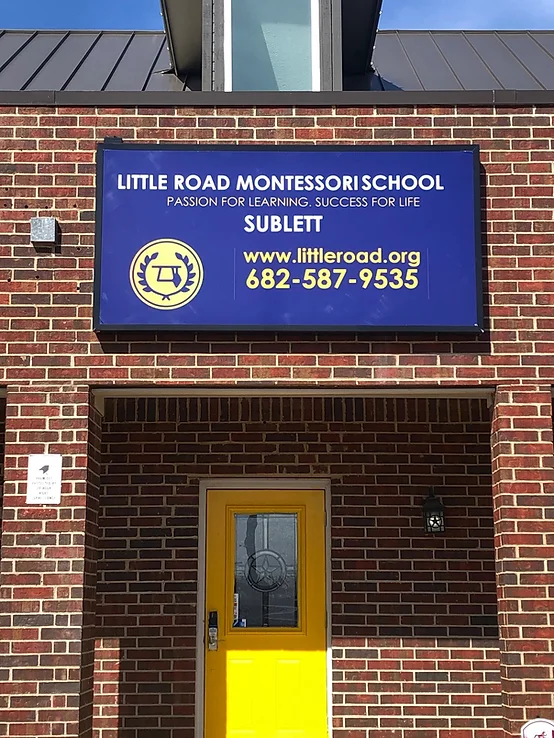 LITTLE ROAD MONTESSORI SCHOOL
PASSION FOR LEARNING. SUCCESS FOR LIFE
SUBLETT
www.littleroad.org
682-587-9535